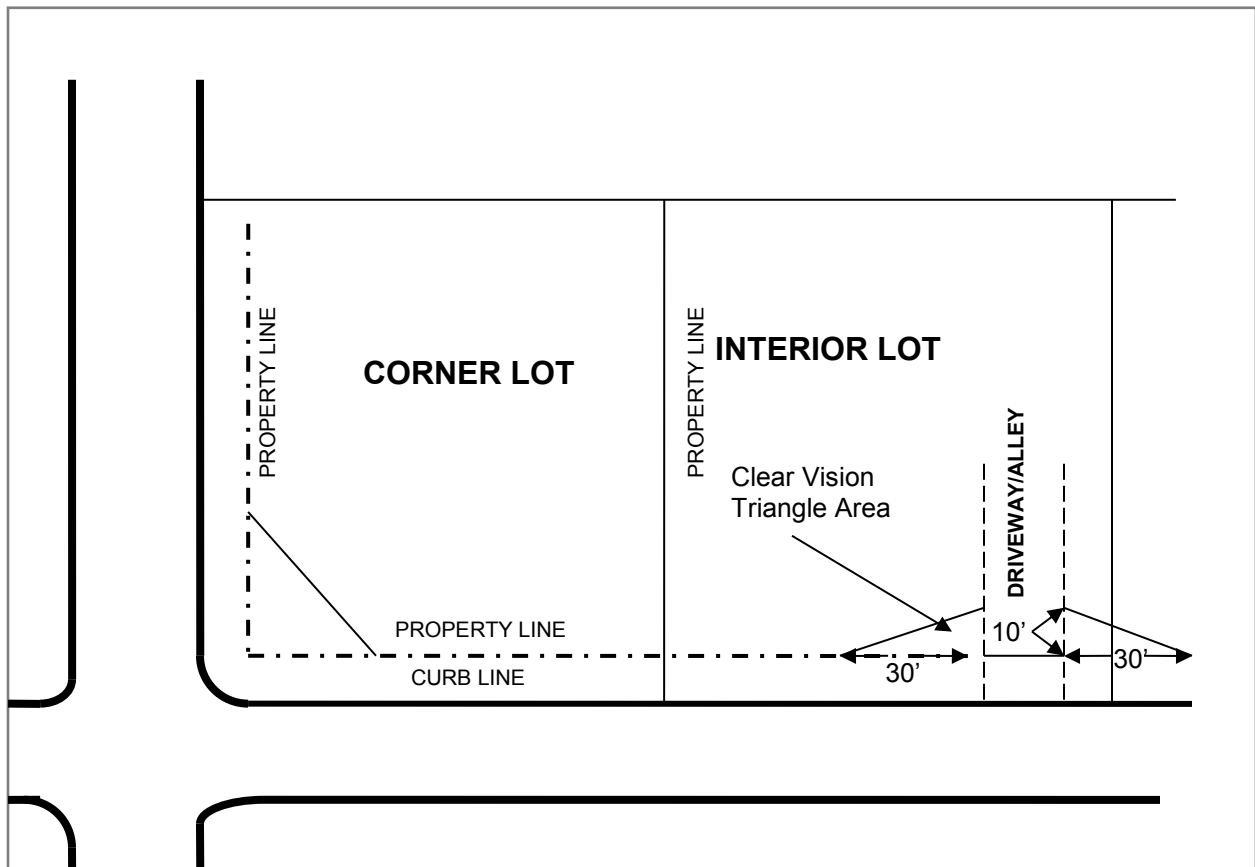 CORNER LOT
INTERIOR LOT
PROPERTY LINE
PROPERTY LINE
DRIVEWAY/ALLEY
Clear Vision
Triangle Area
PROPERTY LINE
CURB LINE
10’
30’
30’